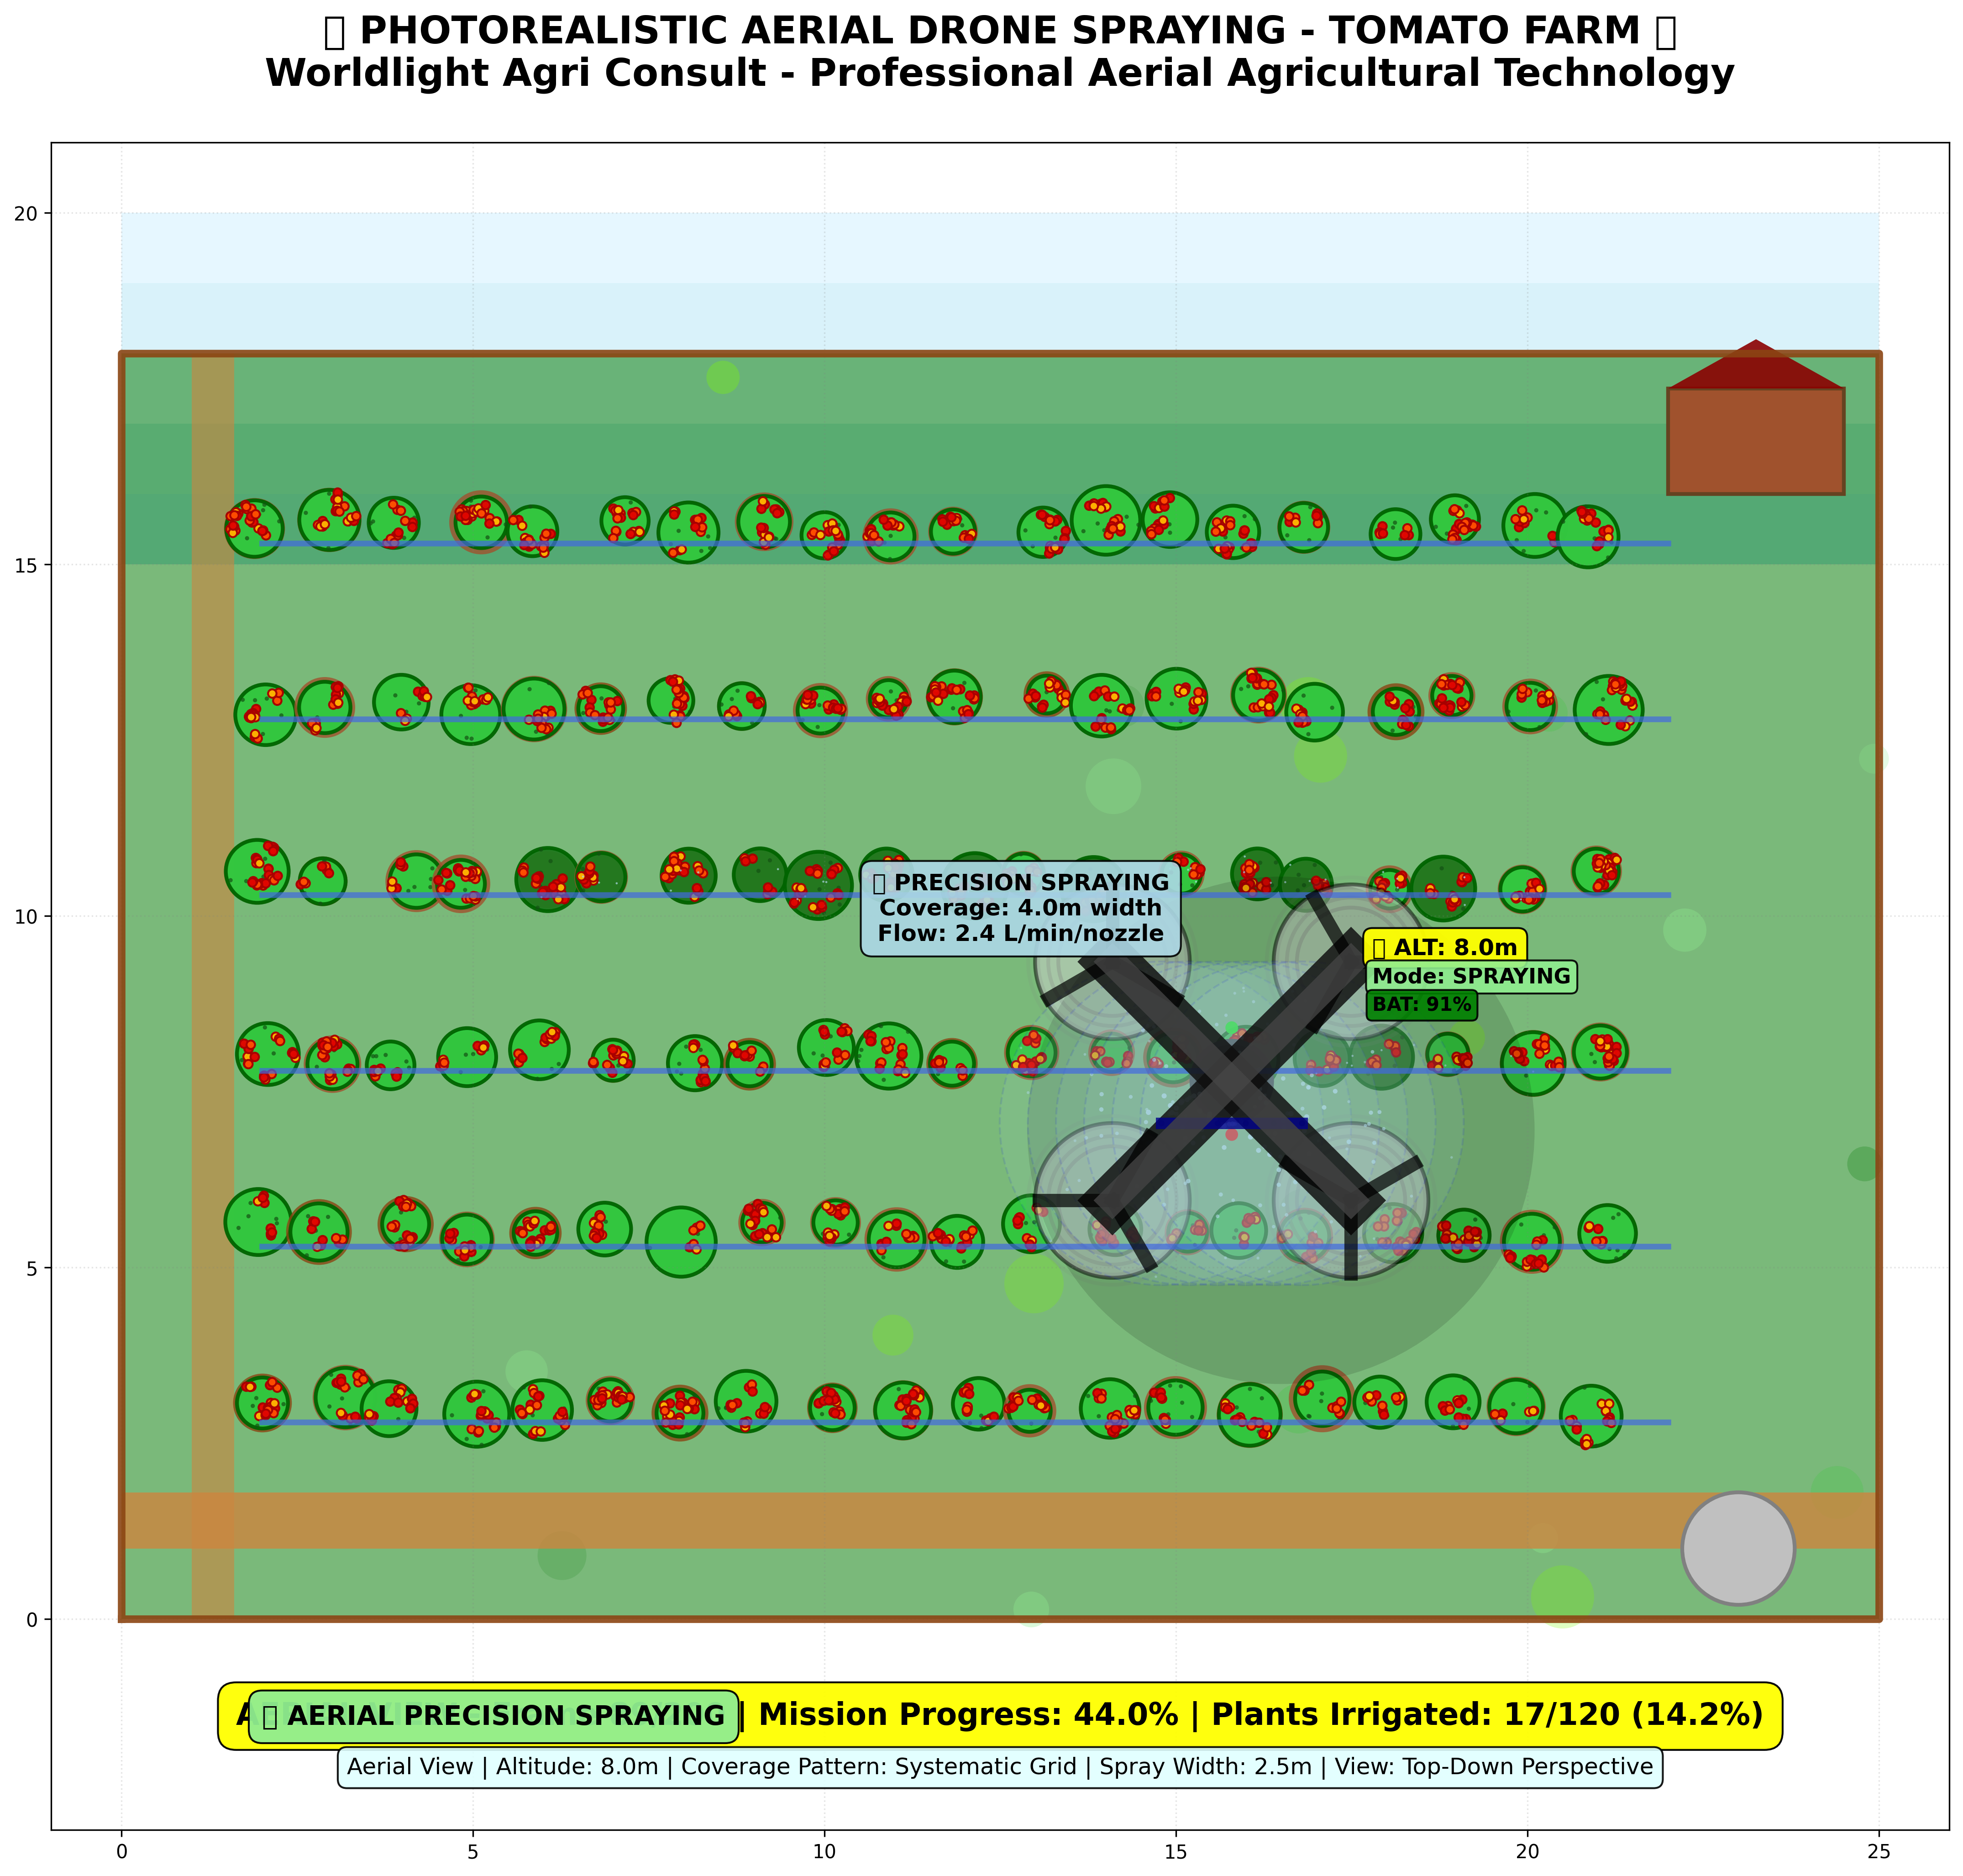 ▯ PHOTOREALISTIC AERIAL DRONE SPRAYING - TOMATO FARM ▯
Worldlight Agri Consult - Professional Aerial Agricultural Technology
20
15
10
5
0
▯ PRECISION SPRAYING
Coverage: 4.0m width
Flow: 2.4 L/min/nozzle
▯ ALT: 8.0m
Mode: SPRAYING
BAT: 91%
▯ AERIAL PRECISION SPRAYING | Mission Progress: 44.0% | Plants Irrigated: 17/120 (14.2%)
Aerial View | Altitude: 8.0m | Coverage Pattern: Systematic Grid | Spray Width: 2.5m | View: Top-Down Perspective
0 5 10 15 20 25